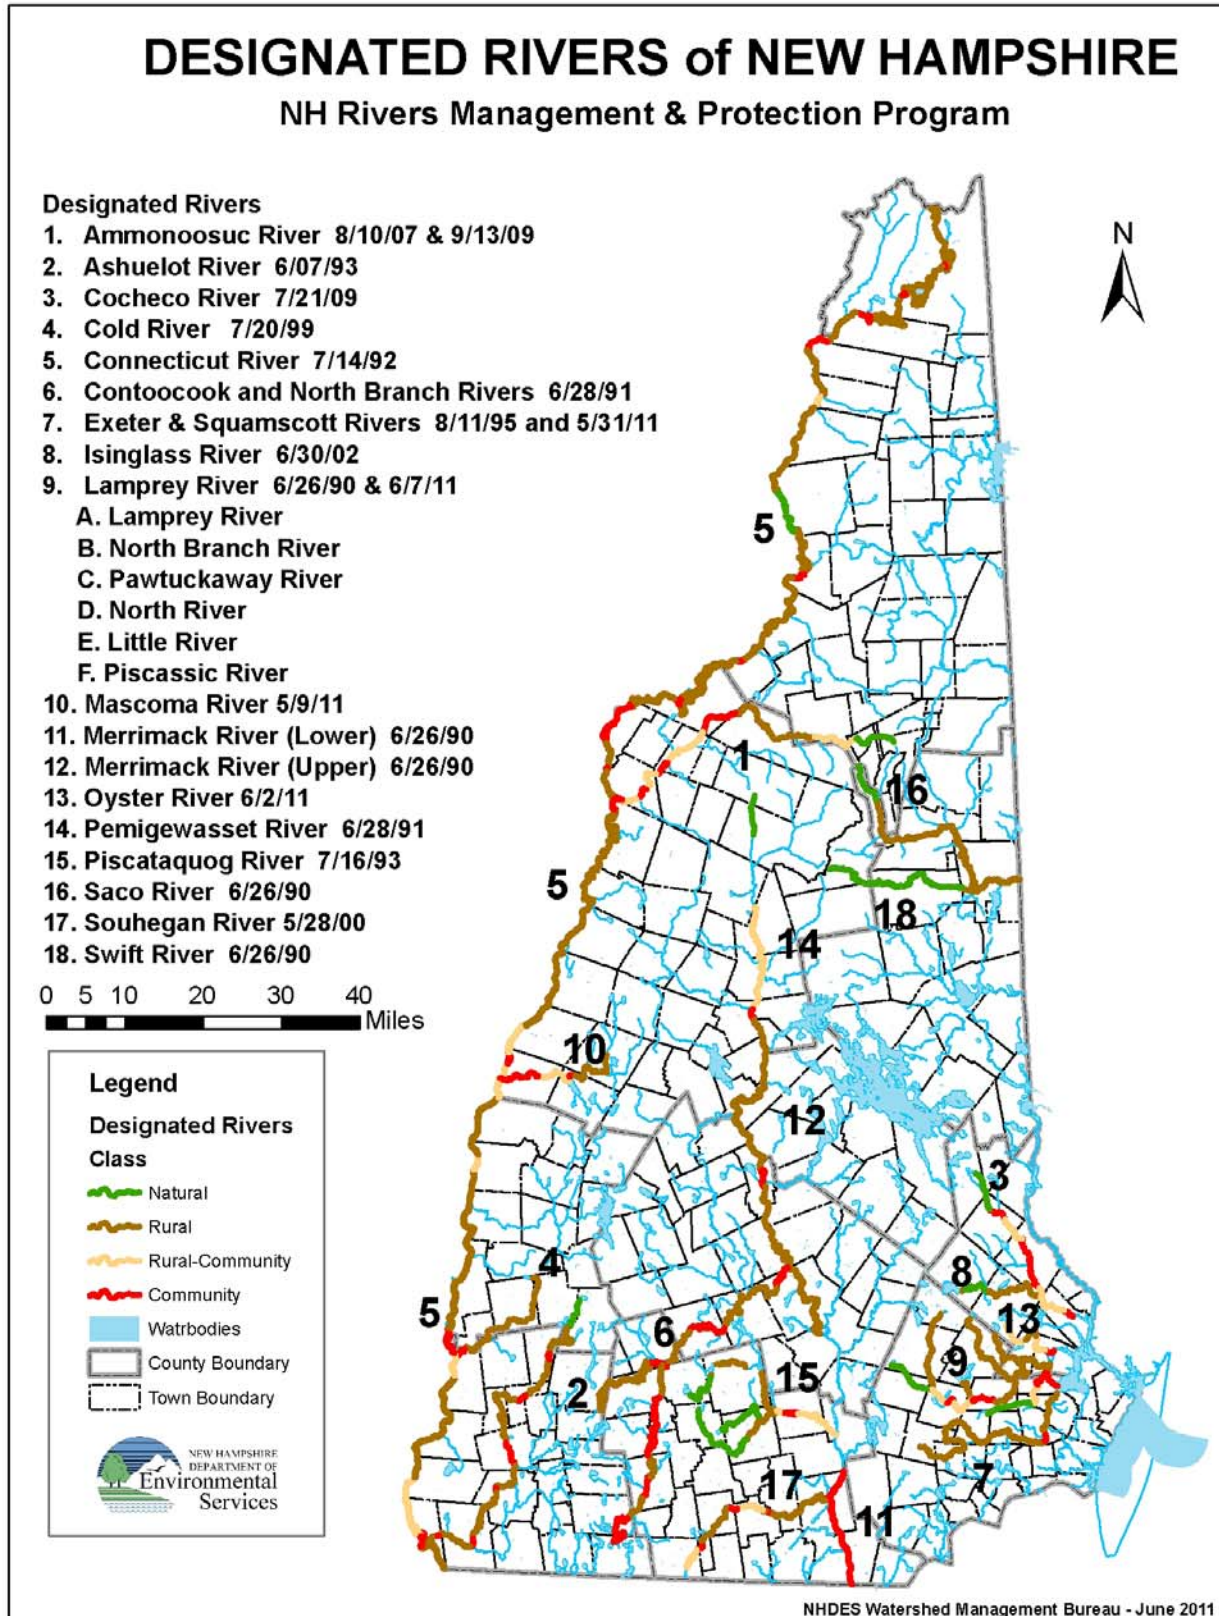 DESIGNATED RIVERS of NEW HAMPSHIRE
NH Rivers Management & Protection Program
Designated Rivers
1. Ammonoosuc River 8/10/07 & 9/13/09
2. Ashuelot River 6/07/93
3. Cocheco River 7/21/09
4. Cold River 7/20/99
5. Connecticut River 7/14/92
6. Contoocook and North Branch Rivers 6/28/91
7. Exeter & Squamscott Rivers 8/11/95 and 5/31/11
8. Isinglass River 6/30/02
9. Lamprey River 6/26/90 & 6/7/11
A. Lamprey River
B. North Branch River
C. Pawtuckaway River
D. North River
E. Little River
F. Piscassic River
10. Mascoma River 5/9/11
11. Merrimack River (Lower) 6/26/90
12. Merrimack River (Upper) 6/26/90
13. Oyster River 6/2/11
14. Pemigewasset River 6/28/91
15. Piscataquog River 7/16/93
16. Saco River 6/26/90
17. Souhegan River 5/28/00
18. Swift River 6/26/90
0 5 10 20 30 40
Miles
Legend
Designated Rivers
Class
Natural
Rural
Rural-Community
Community
Watrbodies
County Boundary
Town Boundary
NEW HAMPSHIRE
DEPARTMENT OF
Environmental
Services
N
5
1
16
5
18
14
10
12
3
4
8
5
13
6
9
15
2
7
17
11
NHDES Watershed Management Bureau - June 2011